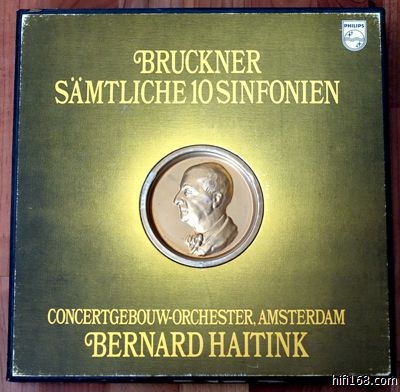 PHILIPS
BRUCKNER
SÄMTLICHE 10 SINFONIEN
CONCERTGEBOUW-ORCHESTER, AMSTERDAM
BERNARD HAITINK
hifi168.com